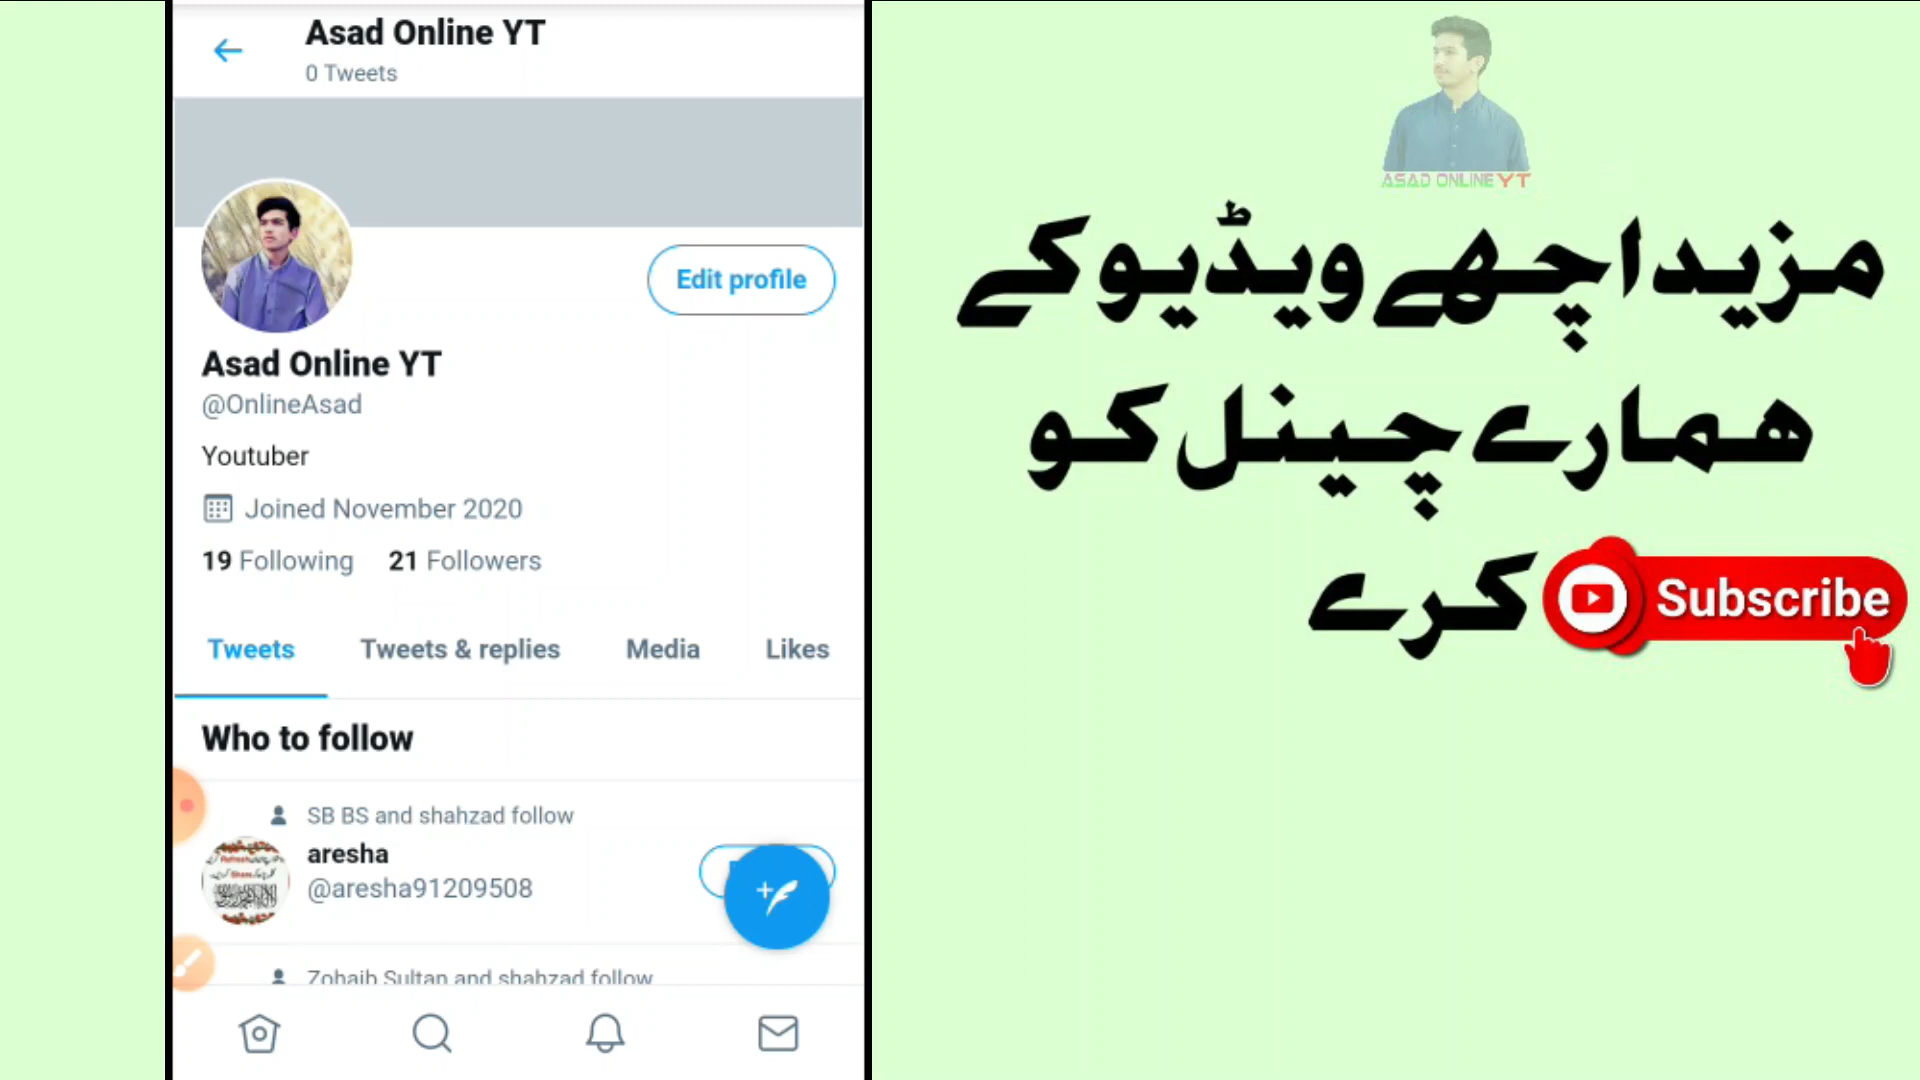 Asad Online YT
0 Tweets
Edit profile
Asad Online YT
@OnlineAsad
Youtuber
Joined November 2020
19 Following 21 Followers
Tweets Tweets & replies Media Likes
Who to follow
SB BS and shahzad follow
aresha
@aresha91209508
Zohaib Sultan and shahzad follow
ASAD ONLINE YT
مزید اچھے ویڈیو کے
ھمارے چینل کو
Subscribe کرے